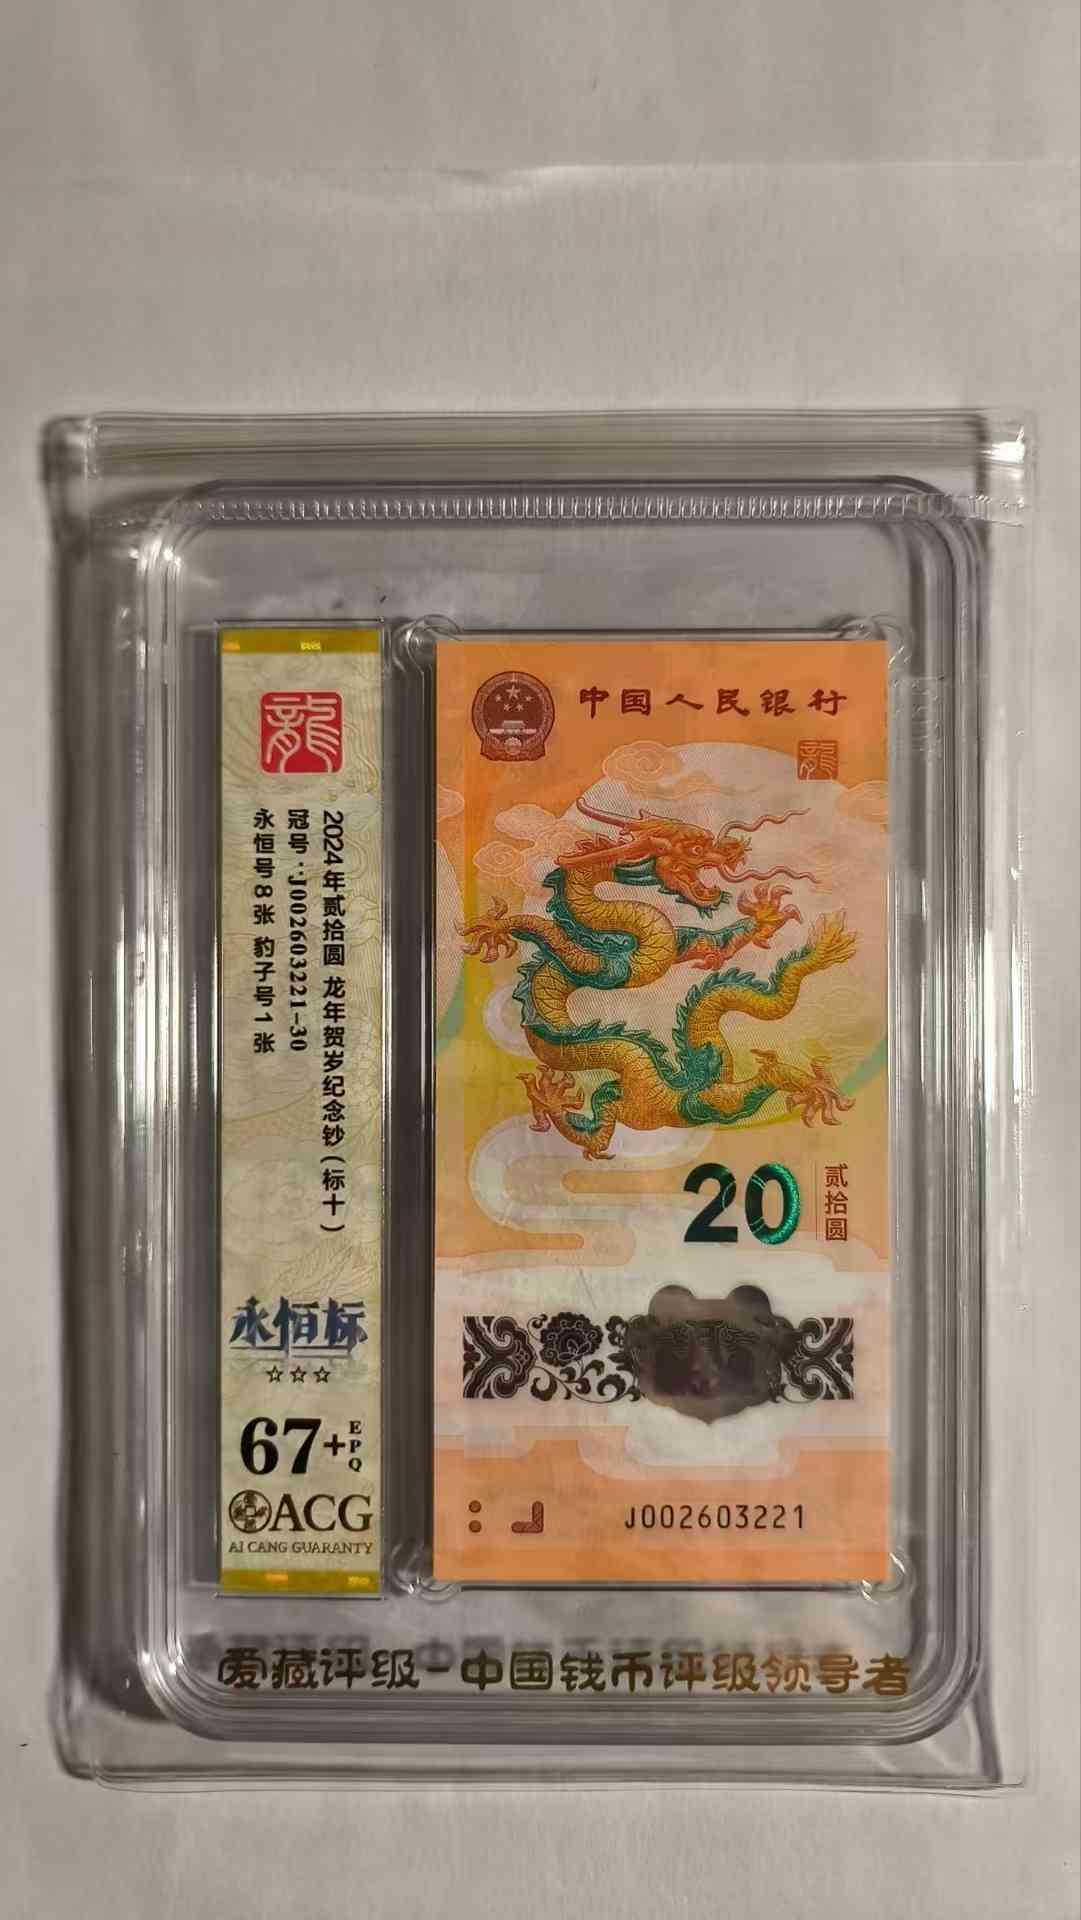 龍
2024年贰拾圆 龙年贺岁纪念钞(标十)
冠号:J002603221-30
永恒号8张 豹子号1张
永恒标
☆☆☆
67+EPQ
ACG
AI CANG GUARANTY
中国人民银行
龍
20
贰拾圆
J002603221
爱藏评级-中国钱币评级领导者